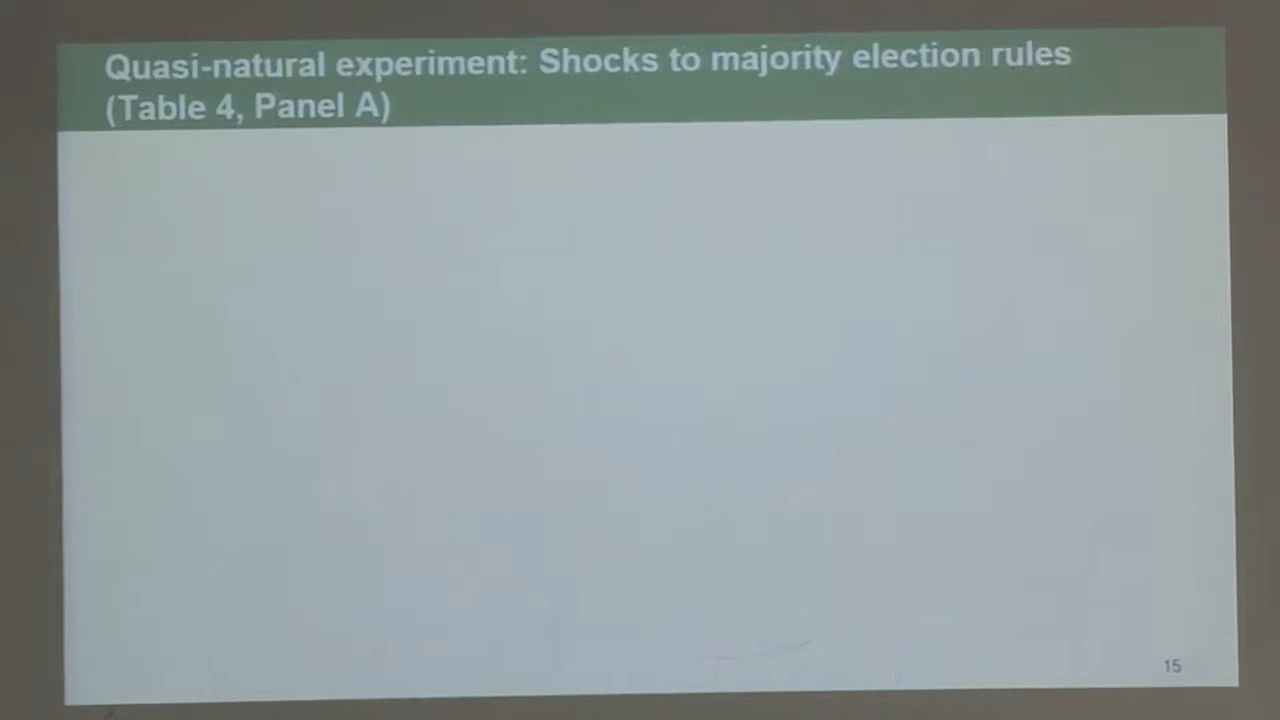 Quasi-natural experiment: Shocks to majority election rules
(Table 4, Panel A)
15